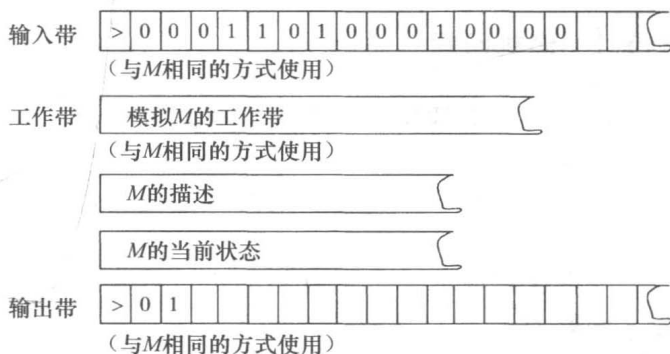 输入带 > 0 0 0 1 1 0 1 0 0 0 1 0 0 0 0
（与M相同的方式使用）
工作带 模拟M的工作带
（与M相同的方式使用）
M的描述
M的当前状态
输出带 > 0 1
（与M相同的方式使用）